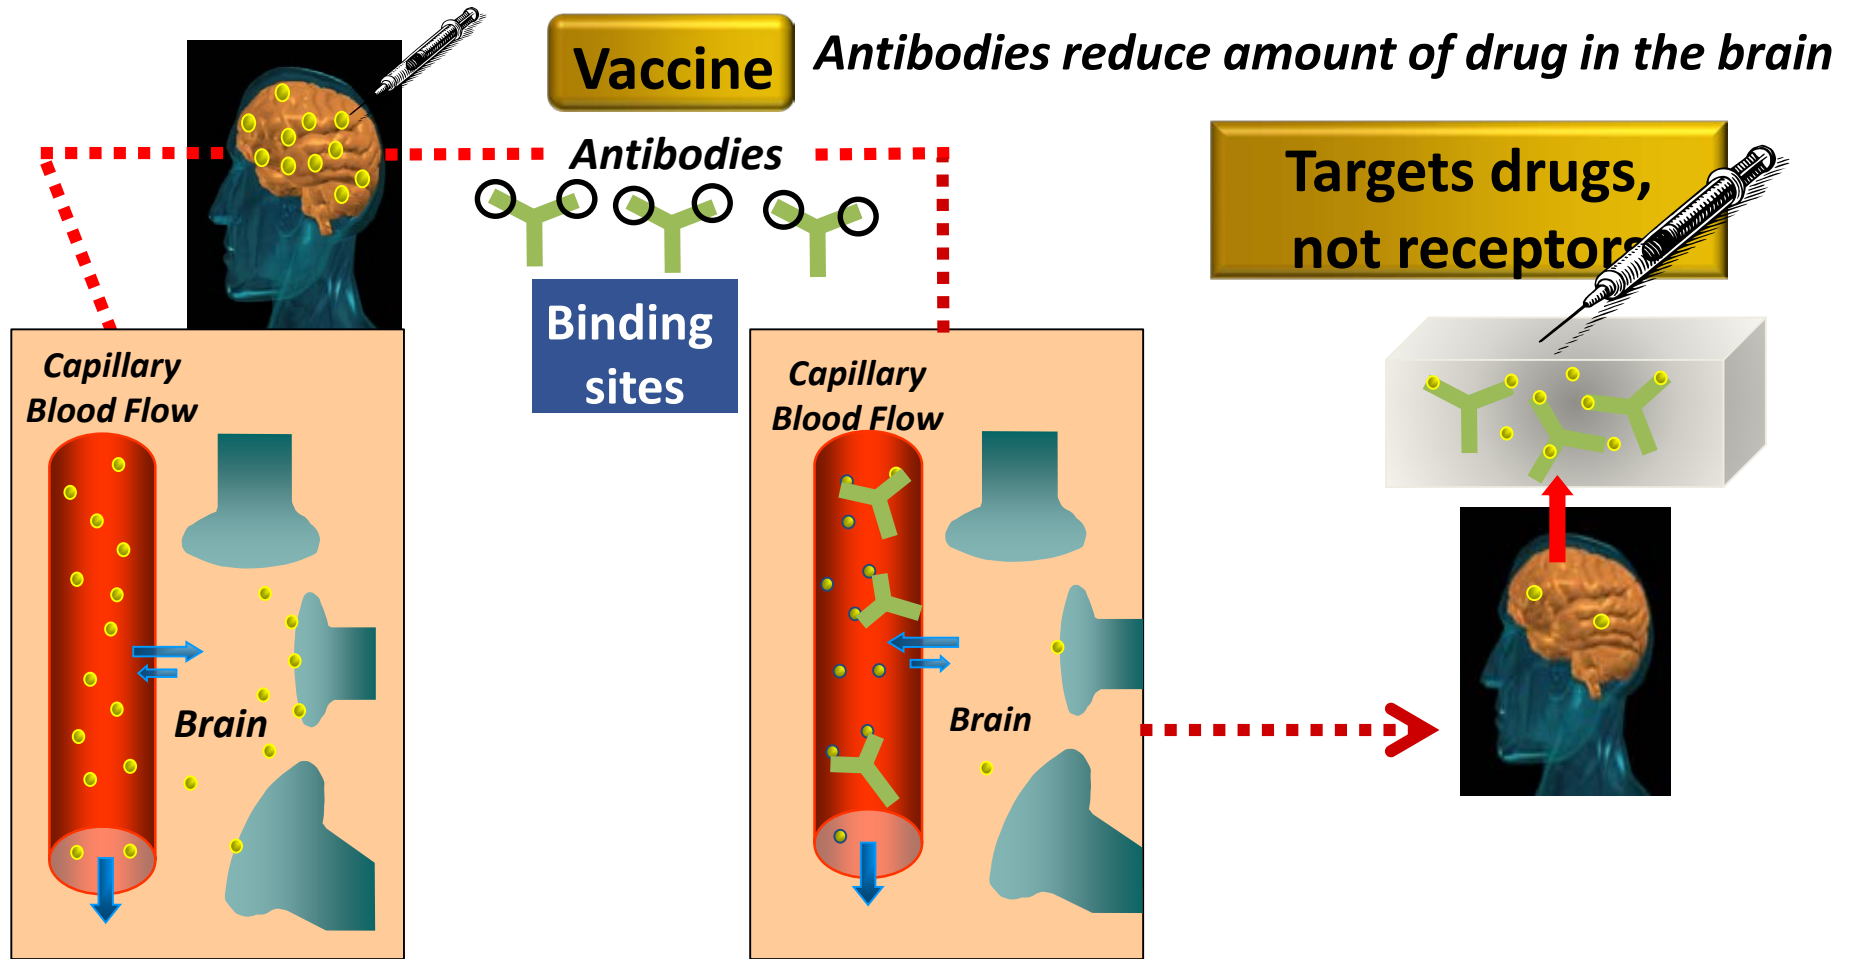 Vaccine
Antibodies reduce amount of drug in the brain
Antibodies
Targets drugs,
not receptors
Binding
sites
Capillary
Blood Flow
Brain
Capillary
Blood Flow
Brain